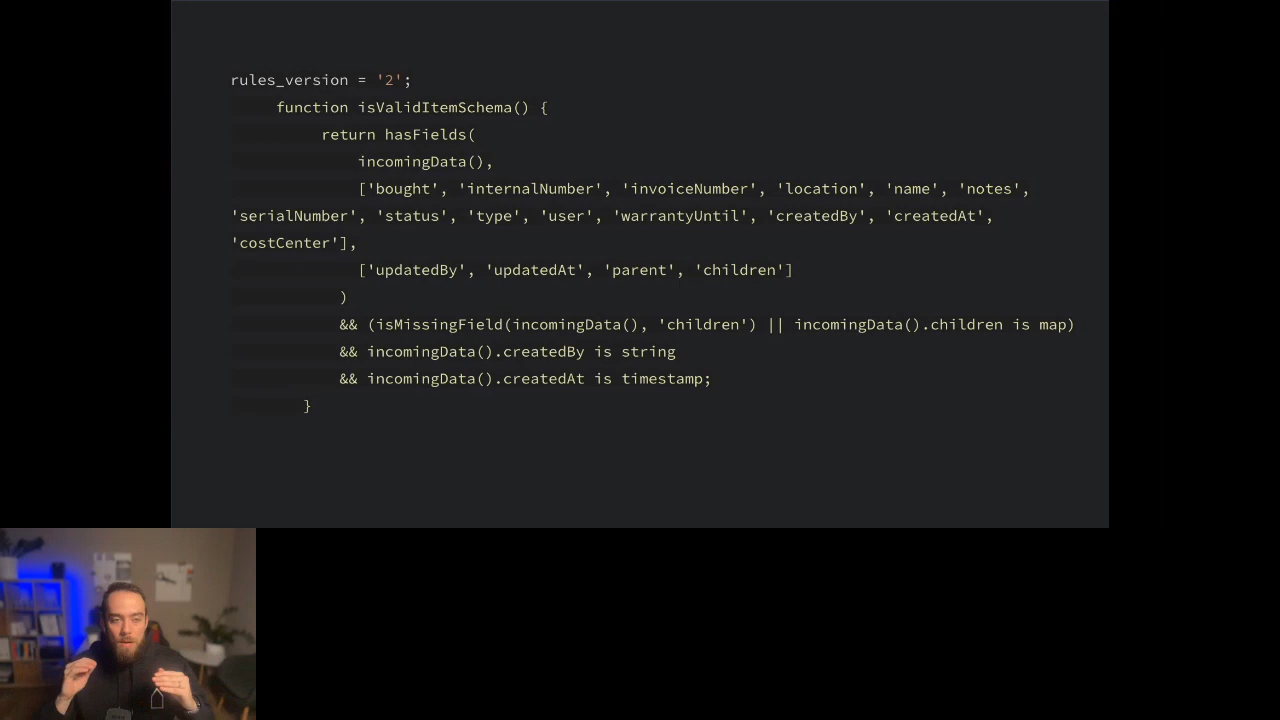 rules_version = '2';
function isValidItemSchema() {
return hasFields(
incomingData(),
['bought', 'internalNumber', 'invoiceNumber', 'location', 'name', 'notes',
'serialNumber', 'status', 'type', 'user', 'warrantyUntil', 'createdBy', 'createdAt',
'costCenter'],
['updatedBy', 'updatedAt', 'parent', 'children']
)
&& (isMissingField(incomingData(), 'children') || incomingData().children is map)
&& incomingData().createdBy is string
&& incomingData().createdAt is timestamp;
}